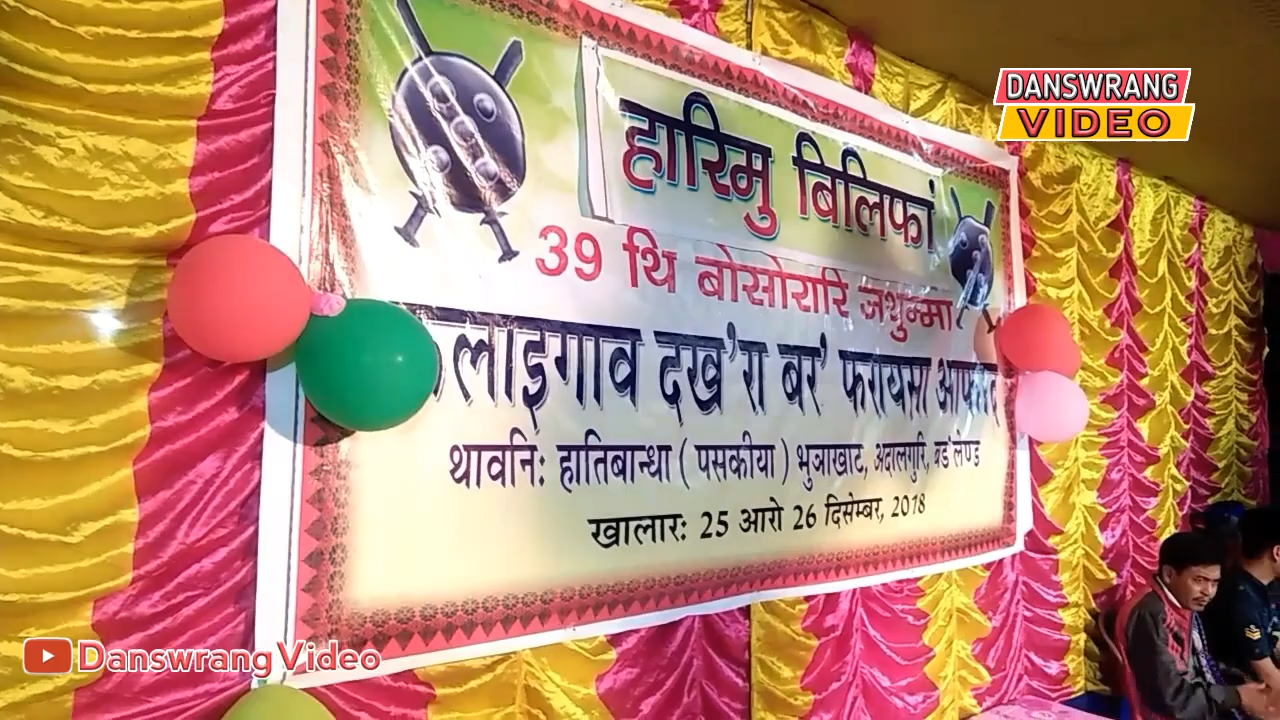 DANSWRANG
VIDEO
हारिमु बिलिफां
39 थि बोसोरारि जथुम्मा
दख'रा बर' फरायसा आफाद
थावनि: हातिबान्धा ( पसकीया ) भुञाखाट, अदालगुरि, बड'लेण्ड
खालार: 25 आरो 26 दिसेम्बर, 2018
Danswrang Video